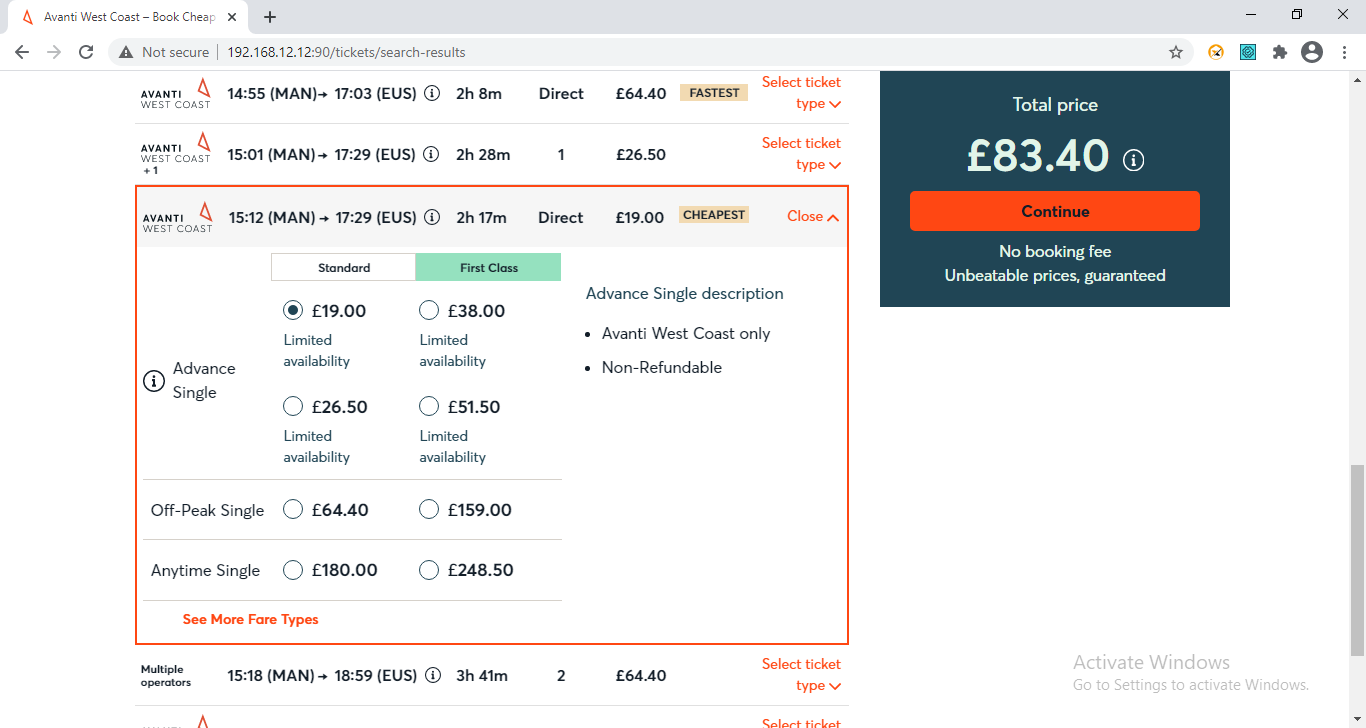 Avanti West Coast – Book Cheap
Not secure
192.168.12.12:90/tickets/search-results
AVANTI
WEST COAST
14:55 (MAN)→ 17:03 (EUS)
2h 8m
Direct
£64.40
FASTEST
Select ticket
type
AVANTI
WEST COAST
+ 1
15:01 (MAN)→ 17:29 (EUS)
2h 28m
1
£26.50
Select ticket
type
AVANTI
WEST COAST
15:12 (MAN)→ 17:29 (EUS)
2h 17m
Direct
£19.00
CHEAPEST
Close
Standard
First Class
Advance
Single
£19.00
Limited
availability
£38.00
Limited
availability
£26.50
Limited
availability
£51.50
Limited
availability
Advance Single description
• Avanti West Coast only
• Non-Refundable
Off-Peak Single
£64.40
£159.00
Anytime Single
£180.00
£248.50
See More Fare Types
Multiple
operators
15:18 (MAN)→ 18:59 (EUS)
3h 41m
2
£64.40
Select ticket
type
Select ticket
Total price
£83.40
Continue
No booking fee
Unbeatable prices, guaranteed
Activate Windows
Go to Settings to activate Windows.